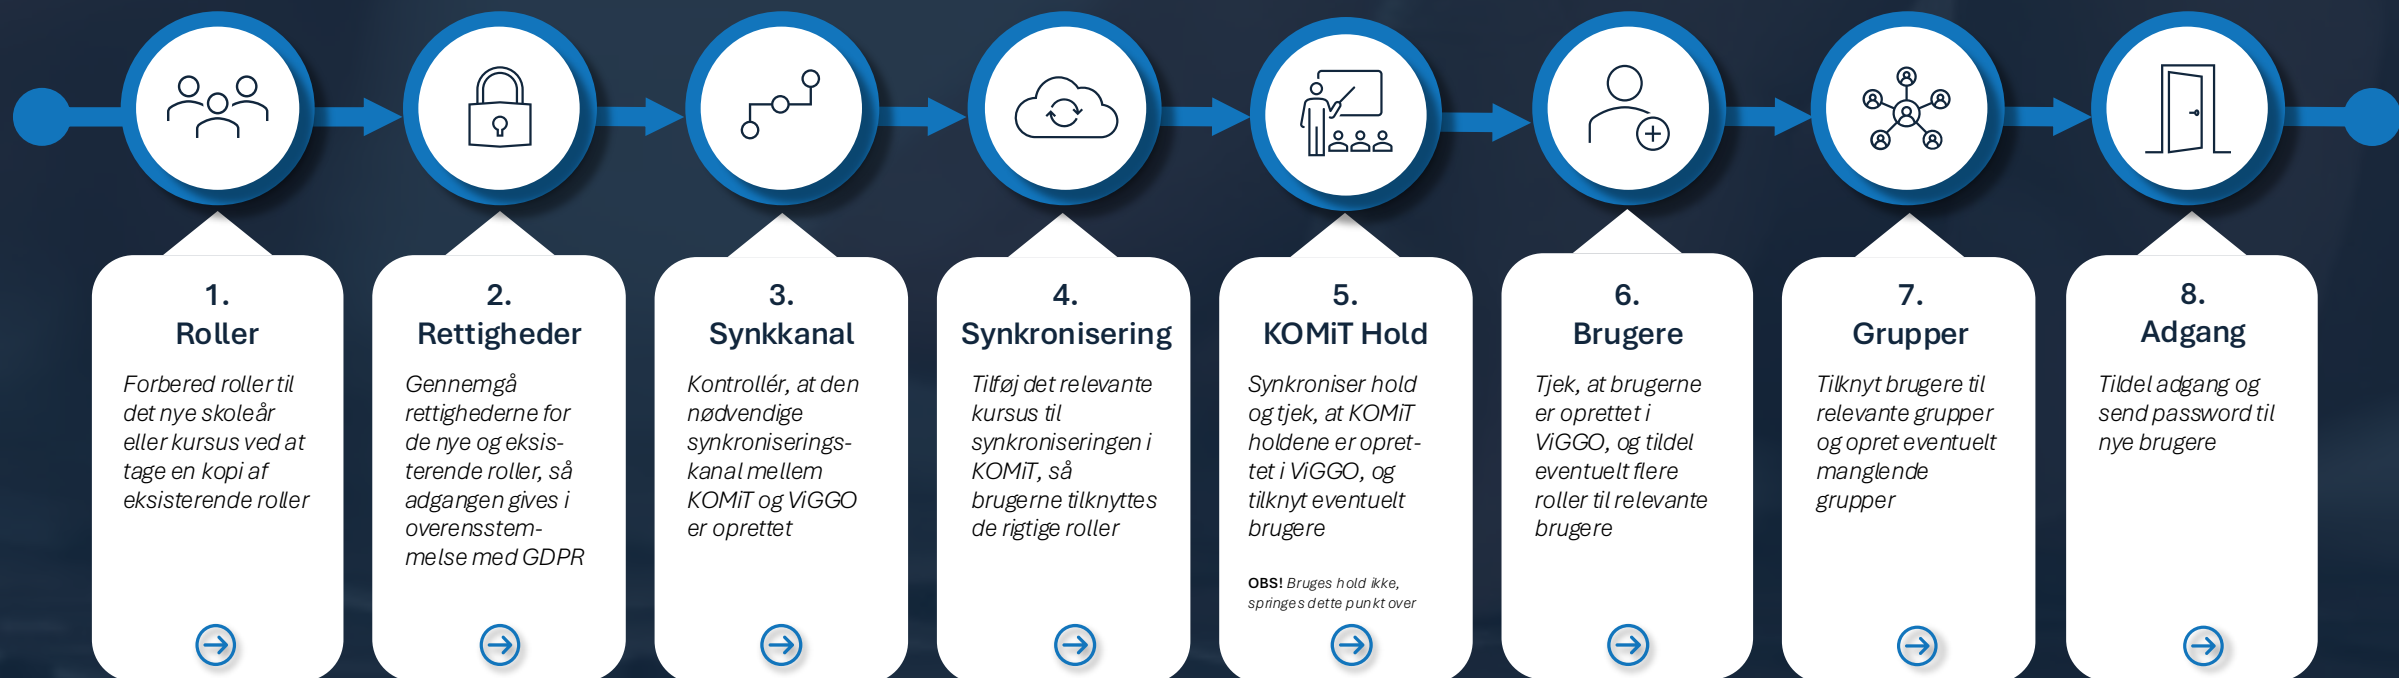 1.
Roller
Forbered roller til
det nye skoleår
eller kursus ved at
tage en kopi af
eksisterende roller
2.
Rettigheder
Gennemgå
rettighederne for
de nye og eksis-
terende roller, så
adgangen gives i
overensstem-
melse med GDPR
3.
Synkkanal
Kontrollér, at den
nødvendige
synkroniserings-
kanal mellem
KOMiT og ViGGO
er oprettet
4.
Synkronisering
Tilføj det relevante
kursus til
synkroniseringen i
KOMiT, så
brugerne tilknyttes
de rigtige roller
5.
KOMiT Hold
Synkroniser hold
og tjek, at KOMiT
holdene er opret-
tet i ViGGO, og
tilknyt eventuelt
brugere
OBS! Bruges hold ikke,
springes dette punkt over
6.
Brugere
Tjek, at brugerne
er oprettet i
ViGGO, og tildel
eventuelt flere
roller til relevante
brugere
7.
Grupper
Tilknyt brugere til
relevante grupper
og opret eventuelt
manglende
grupper
8.
Adgang
Tildel adgang og
send password til
nye brugere